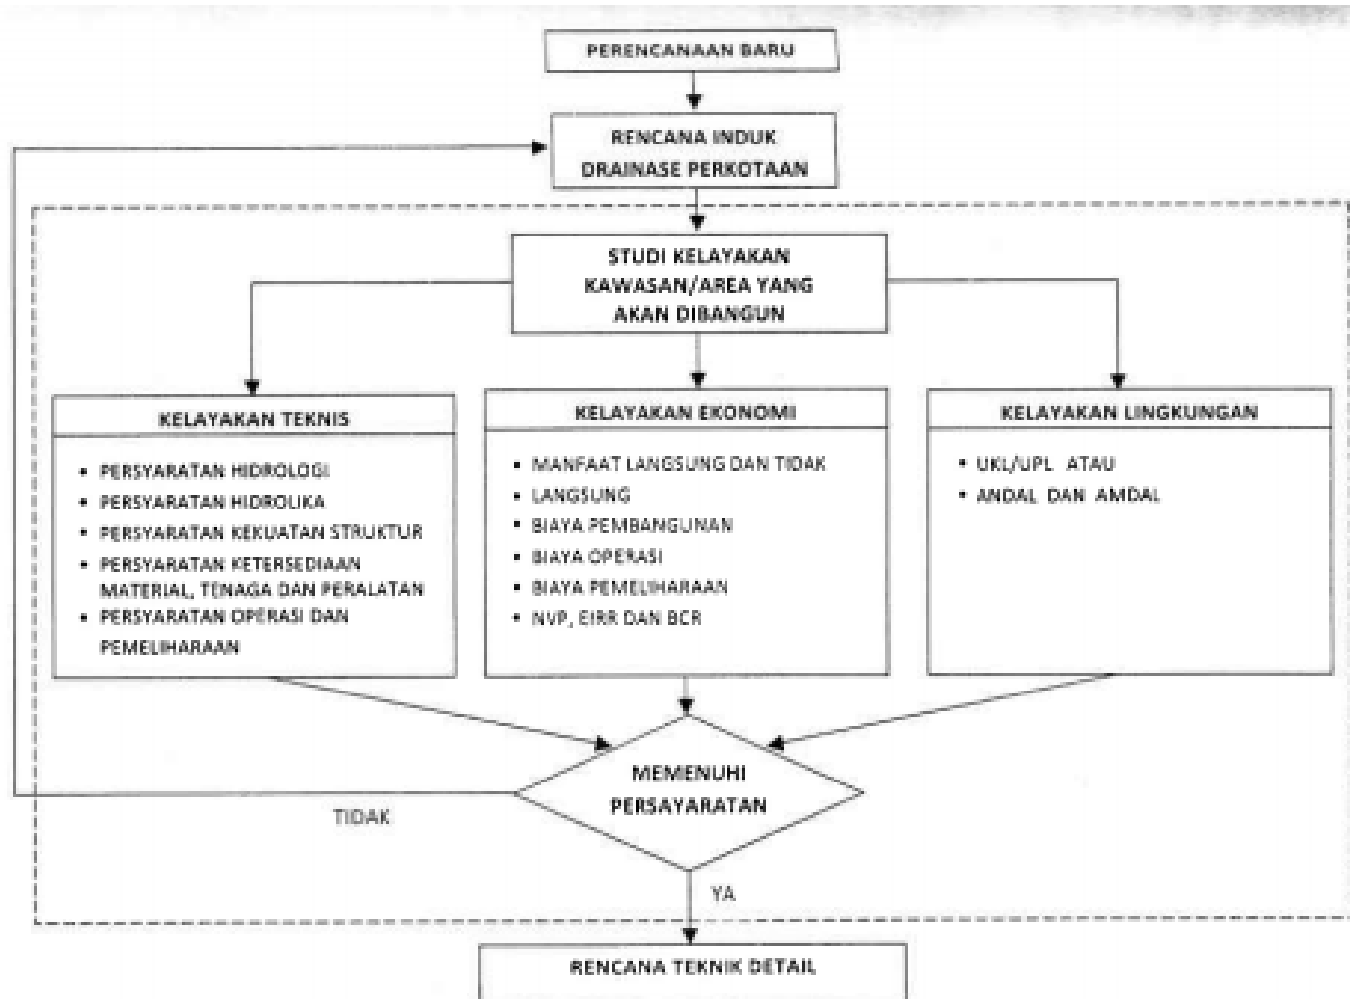 PERENCANAAN BARU
RENCANA INDUK
DRAINASE PERKOTAAN
STUDI KELAYAKAN
KAWASAN/AREA YANG
AKAN DIBANGUN
KELAYAKAN TEKNIS
• PERSYARATAN HIDROLOGI
• PERSYARATAN HIDROLIKA
• PERSYARATAN KEKUATAN STRUKTUR
• PERSYARATAN KETERSEDIAAN
MATERIAL, TENAGA DAN PERALATAN
• PERSYARATAN OPERASI DAN
PEMELIHARAAN
KELAYAKAN EKONOMI
• MANFAAT LANGSUNG DAN TIDAK
• LANGSUNG
• BIAYA PEMBANGUNAN
• BIAYA OPERASI
• BIAYA PEMELIHARAAN
• NVP, EIRR DAN BCR
KELAYAKAN LINGKUNGAN
• UKL/UPL ATAU
• ANDAL DAN AMDAL
MEMENUHI
PERSAYARATAN
TIDAK
YA
RENCANA TEKNIK DETAIL